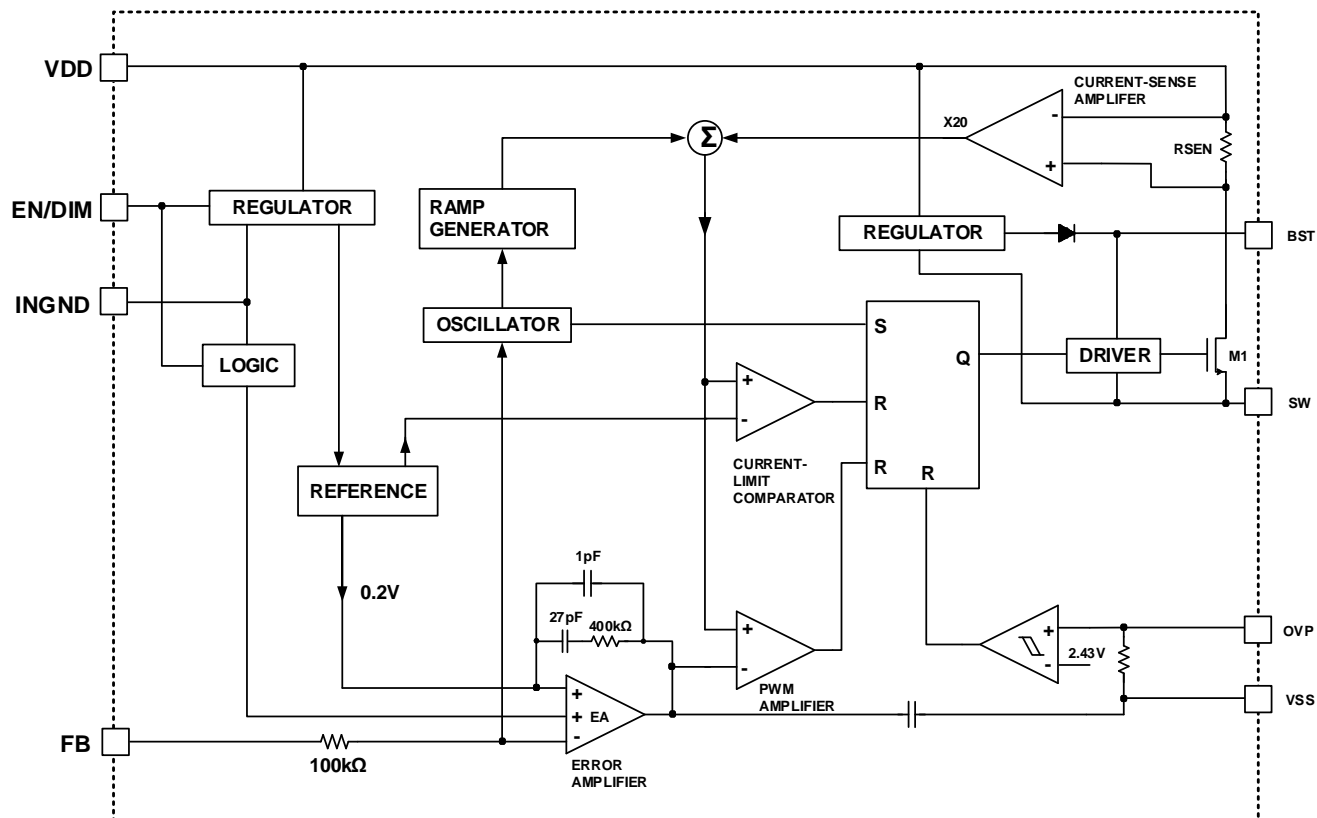 VDD
CURRENT-SENSE
AMPLIFER
X20
-
+
RSEN
Σ
EN/DIM
REGULATOR
RAMP
GENERATOR
REGULATOR
BST
INGND
OSCILLATOR
S
LOGIC
Q
DRIVER
M1
+
-
R
SW
CURRENT-
LIMIT
COMPARATOR
R
R
REFERENCE
1pF
0.2V
27pF
400kΩ
+
-
PWM
AMPLIFIER
+
-
2.43V
OVP
VSS
+
+
-
EA
FB
100kΩ
ERROR
AMPLIFIER